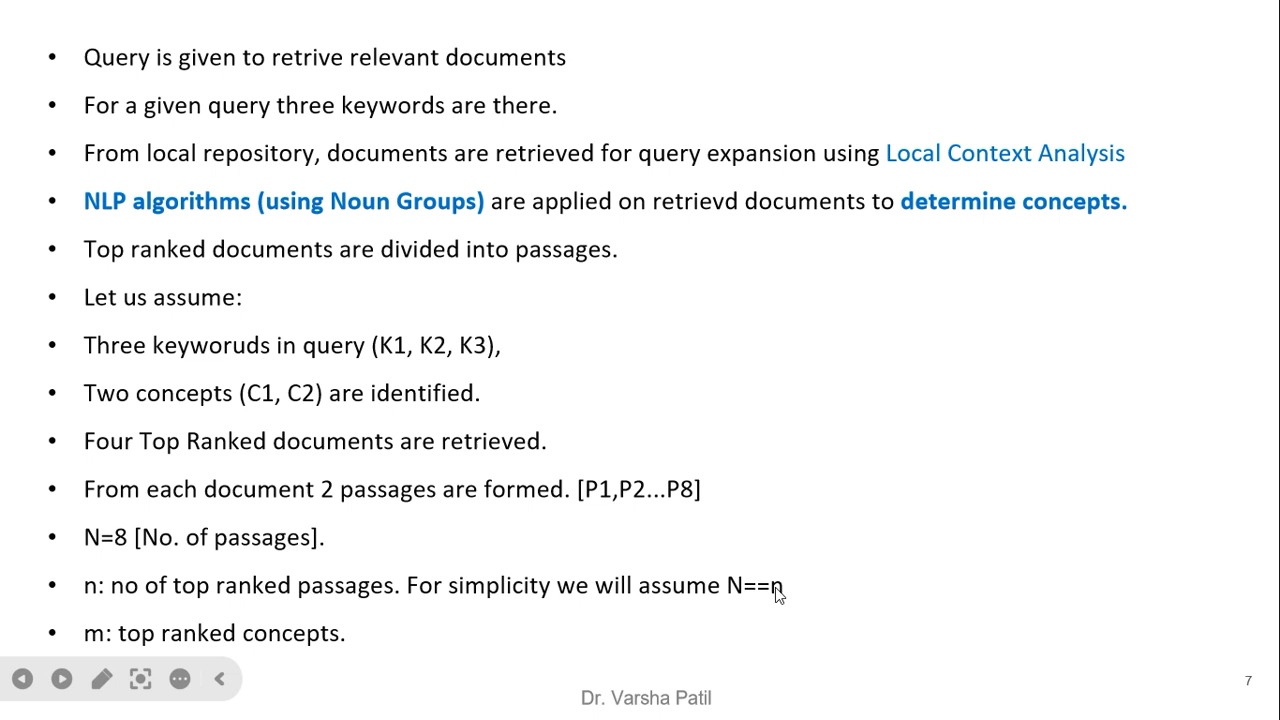 • Query is given to retrive relevant documents
• For a given query three keywords are there.
• From local repository, documents are retrieved for query expansion using Local Context Analysis
• NLP algorithms (using Noun Groups) are applied on retrievd documents to determine concepts.
• Top ranked documents are divided into passages.
• Let us assume:
• Three keyworuds in query (K1, K2, K3),
• Two concepts (C1, C2) are identified.
• Four Top Ranked documents are retrieved.
• From each document 2 passages are formed. [P1,P2...P8]
• N=8 [No. of passages].
• n: no of top ranked passages. For simplicity we will assume N==n
• m: top ranked concepts.
7
Dr. Varsha Patil